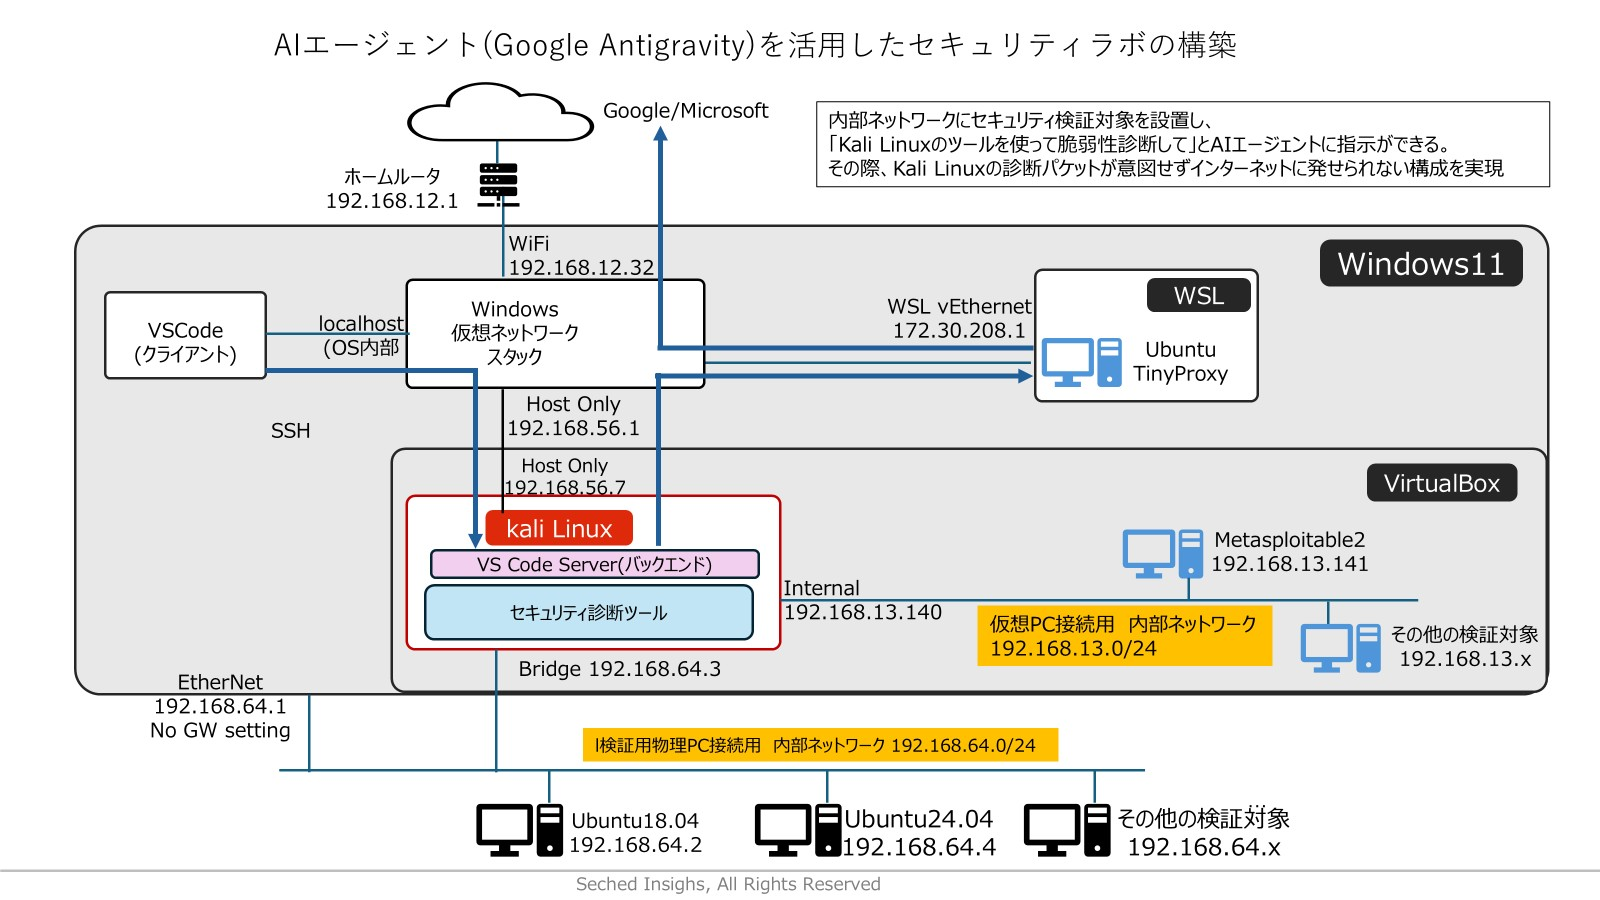 AIエージェント(Google Antigravity)を活用したセキュリティラボの構築
Google/Microsoft
内部ネットワークにセキュリティ検証対象を設置し、
「Kali Linuxのツールを使って脆弱性診断して」とAIエージェントに指示ができる。
その際、Kali Linuxの診断パケットが意図せずインターネットに発せられない構成を実現
ホームルータ
192.168.12.1
WiFi
192.168.12.32
Windows11
VSCode
(クライアント)
localhost
(OS内部
Windows
仮想ネットワーク
スタック
WSL vEthernet
172.30.208.1
WSL
Ubuntu
TinyProxy
Host Only
192.168.56.1
SSH
Host Only
192.168.56.7
VirtualBox
kali Linux
VS Code Server(バックエンド)
セキュリティ診断ツール
Internal
192.168.13.140
Metasploitable2
192.168.13.141
仮想PC接続用 内部ネットワーク
192.168.13.0/24
その他の検証対象
192.168.13.x
Bridge 192.168.64.3
EtherNet
192.168.64.1
No GW setting
I検証用物理PC接続用 内部ネットワーク 192.168.64.0/24
Ubuntu18.04
192.168.64.2
Ubuntu24.04
192.168.64.4
…
その他の検証対象
192.168.64.x
Seched Insighs, All Rights Reserved